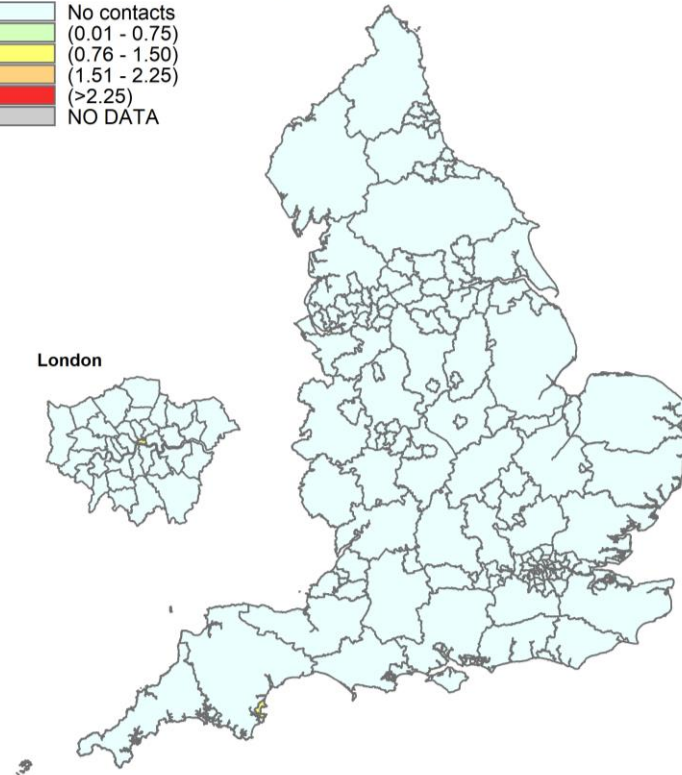 No contacts
(0.01 - 0.75)
(0.76 - 1.50)
(1.51 - 2.25)
(>2.25)
NO DATA
London